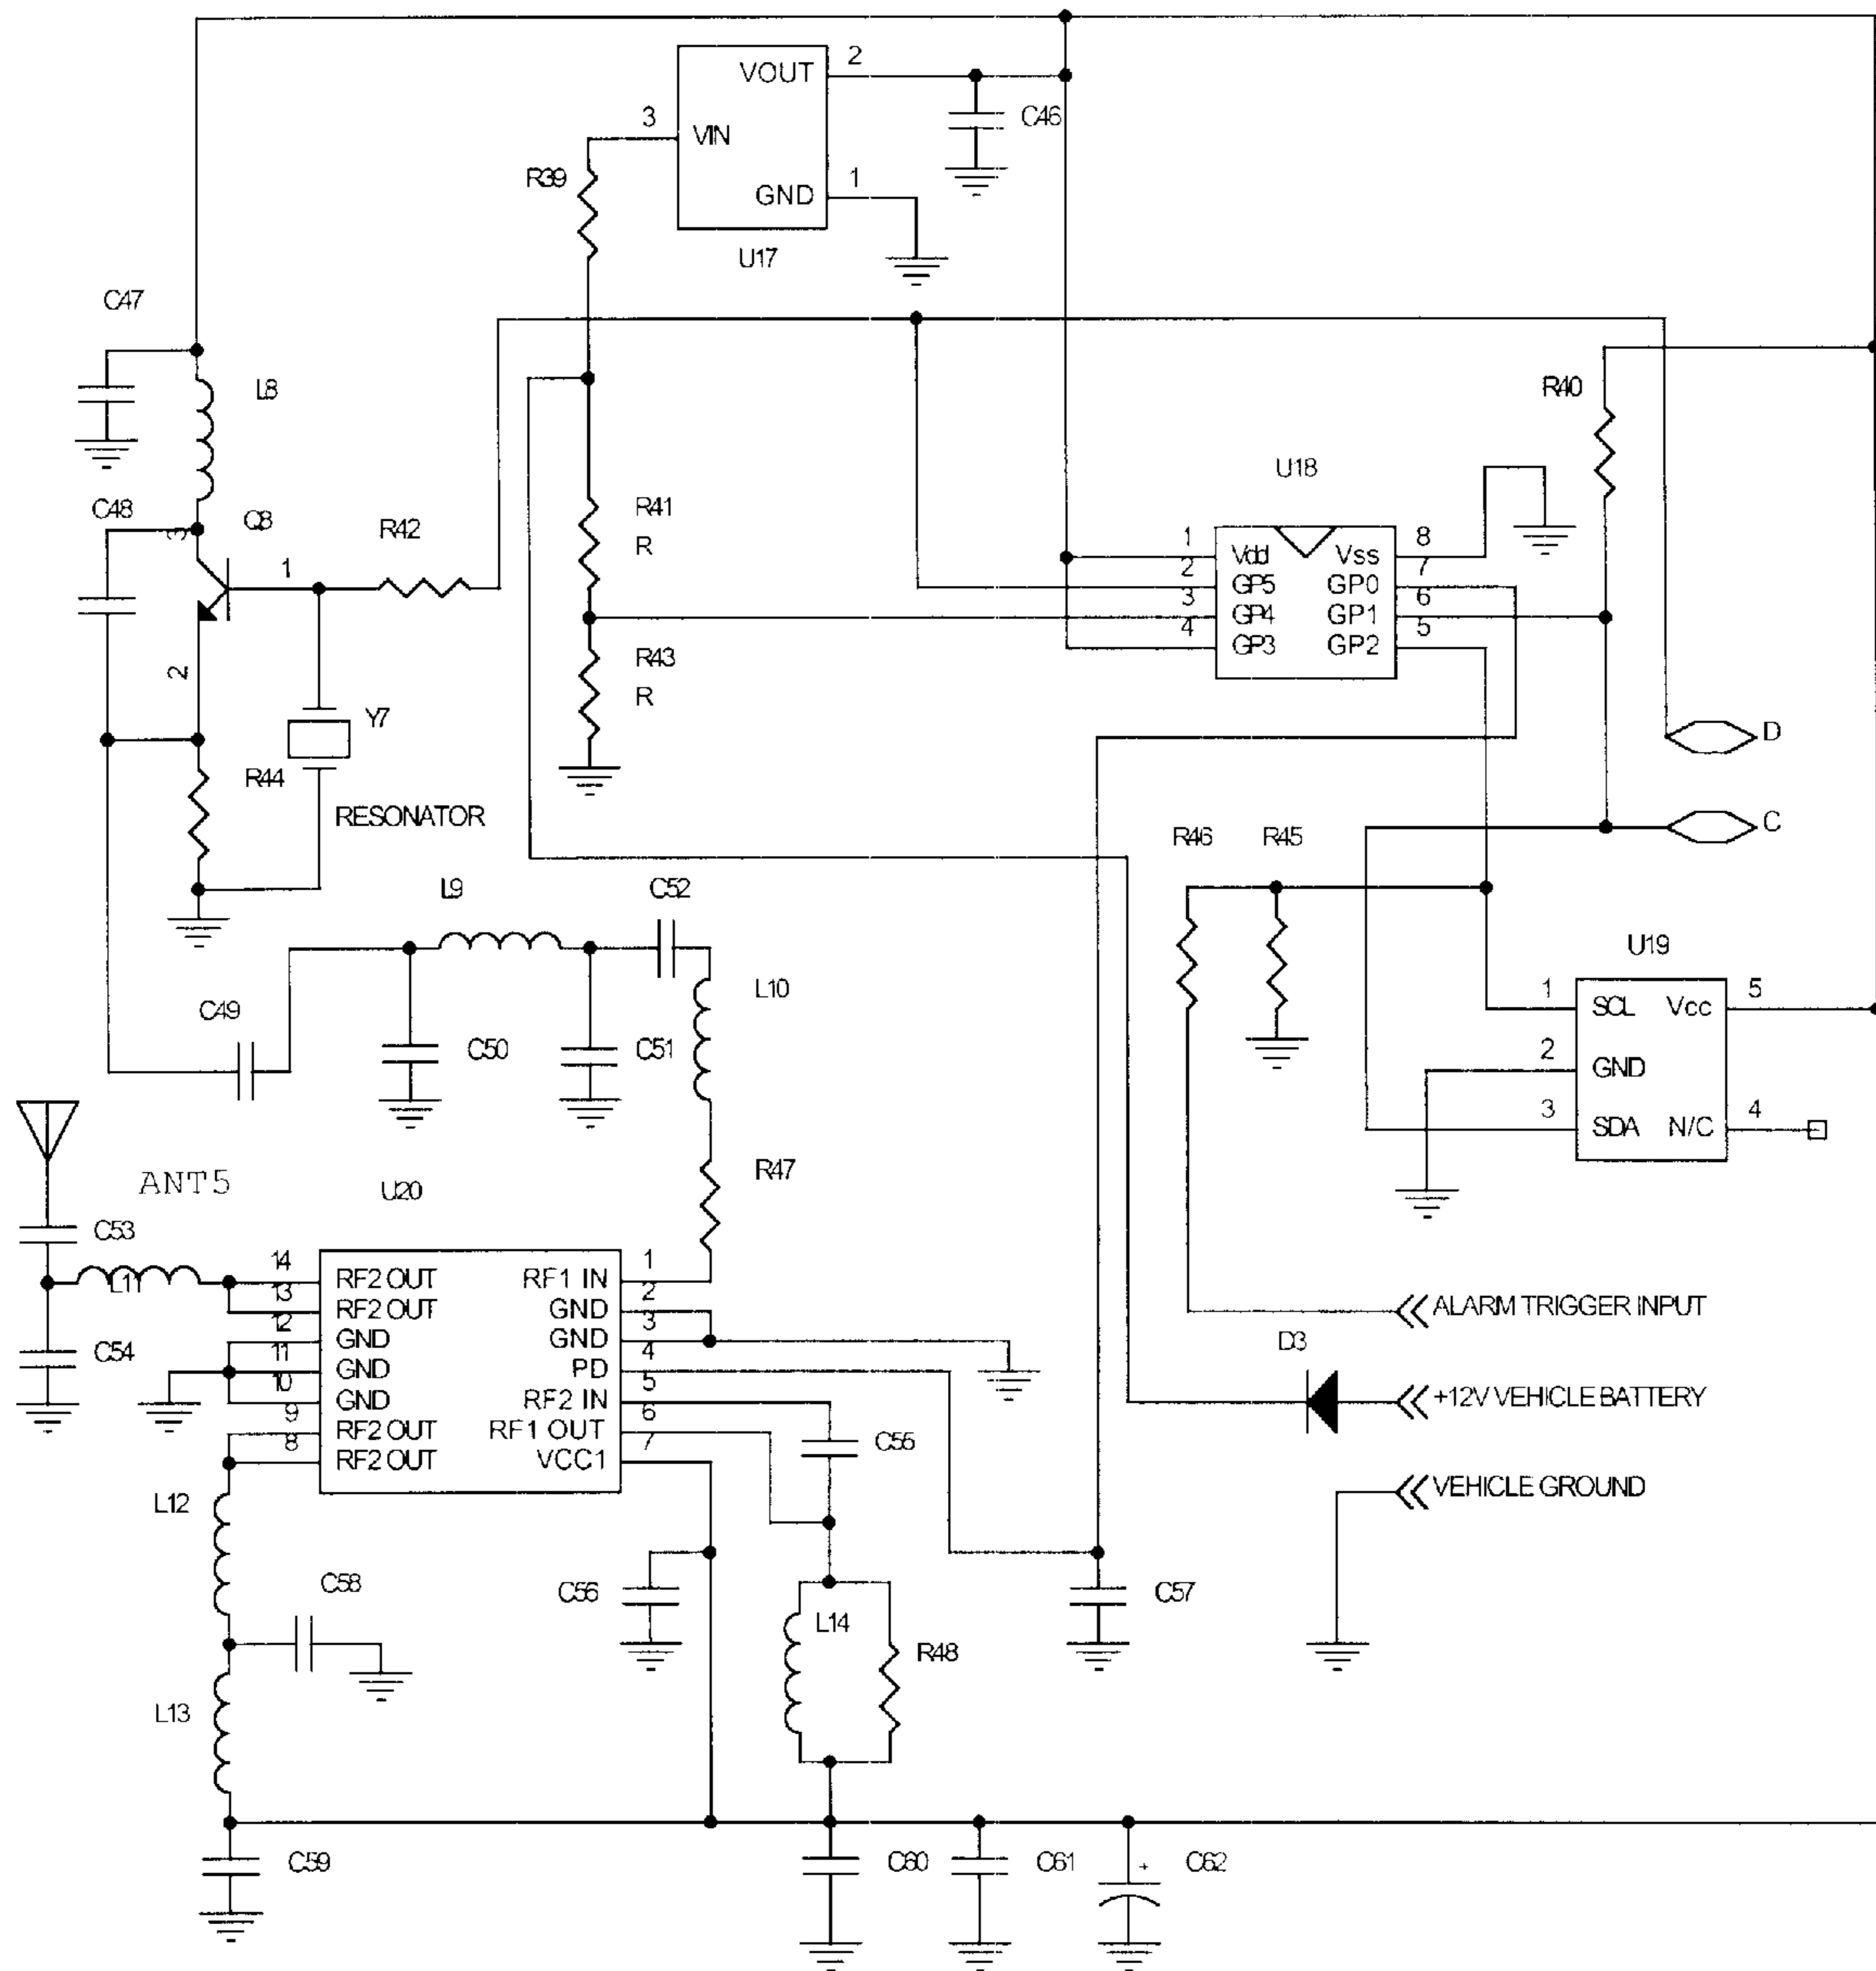 2
VOUT
C46
3
VIN
R39
1
GND
U17
C47
L8
R40
U18
C48
3
Q8
R42
R41
R
1
1
Vdd
Vss
8
2
GP5
GP0
7
3
GP4
GP1
6
4
GP3
GP2
5
R43
R
2
Y7
D
R44
RESONATOR
C
R46
R45
L9
C52
U19
L10
1
SCL
Vcc
5
C49
C50
C51
2
GND
3
SDA
N/C
4
ANT5
U20
R47
C53
L11
14
RF2 OUT
RF1 IN
1
13
RF2 OUT
GND
2
12
GND
GND
3
11
GND
PD
4
10
GND
RF2 IN
5
9
RF2 OUT
RF1 OUT
6
8
RF2 OUT
VCC1
7
C54
ALARM TRIGGER INPUT
D3
+12V VEHICLE BATTERY
C55
VEHICLE GROUND
L12
C58
C56
L14
C57
R48
L13
C59
C60
C61
+
C62